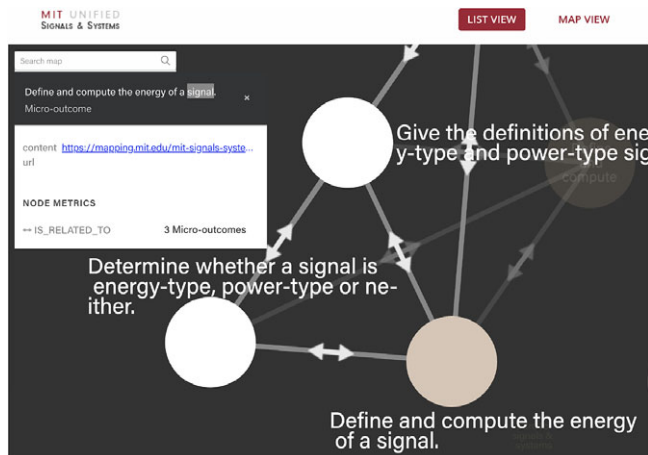 MIT UNIFIED
SIGNALS & SYSTEMS
LIST VIEW
MAP VIEW
Search map
Define and compute the energy of a signal.
×
Micro-outcome
content https://mapping.mit.edu/mit-signals-syste...
url
NODE METRICS
IS_RELATED_TO 3 Micro-outcomes
Give the definitions of ene
y-type and power-type sig
compute
Determine whether a signal is
energy-type, power-type or ne-
ither.
Define and compute the energy
of a signal.